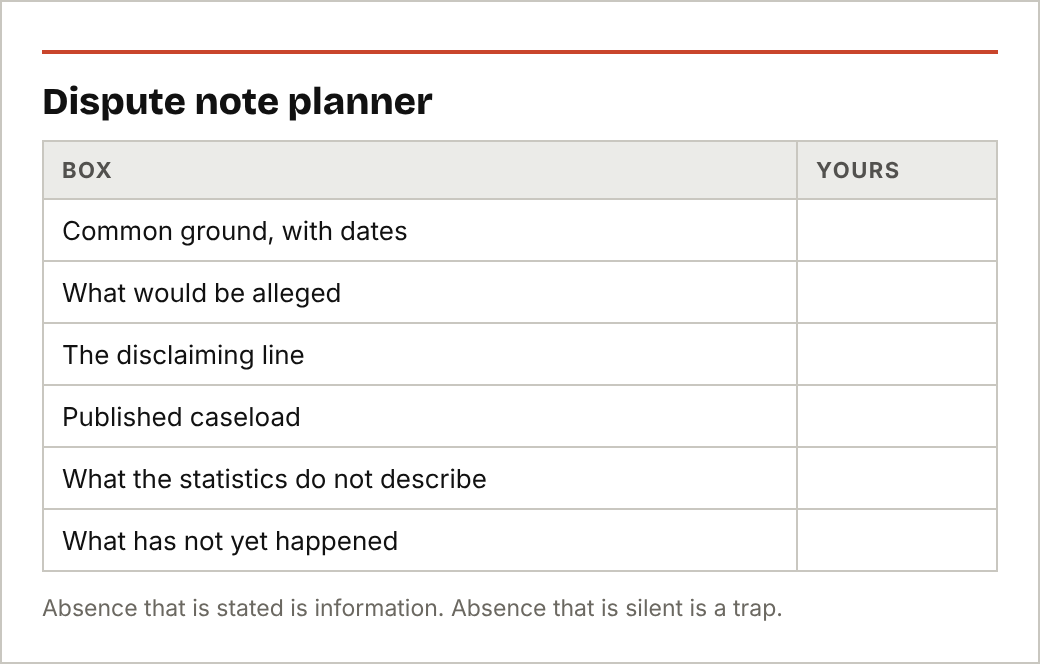 Dispute note planner
BOX YOURS
Common ground, with dates
What would be alleged
The disclaiming line
Published caseload
What the statistics do not describe
What has not yet happened
Absence that is stated is information. Absence that is silent is a trap.